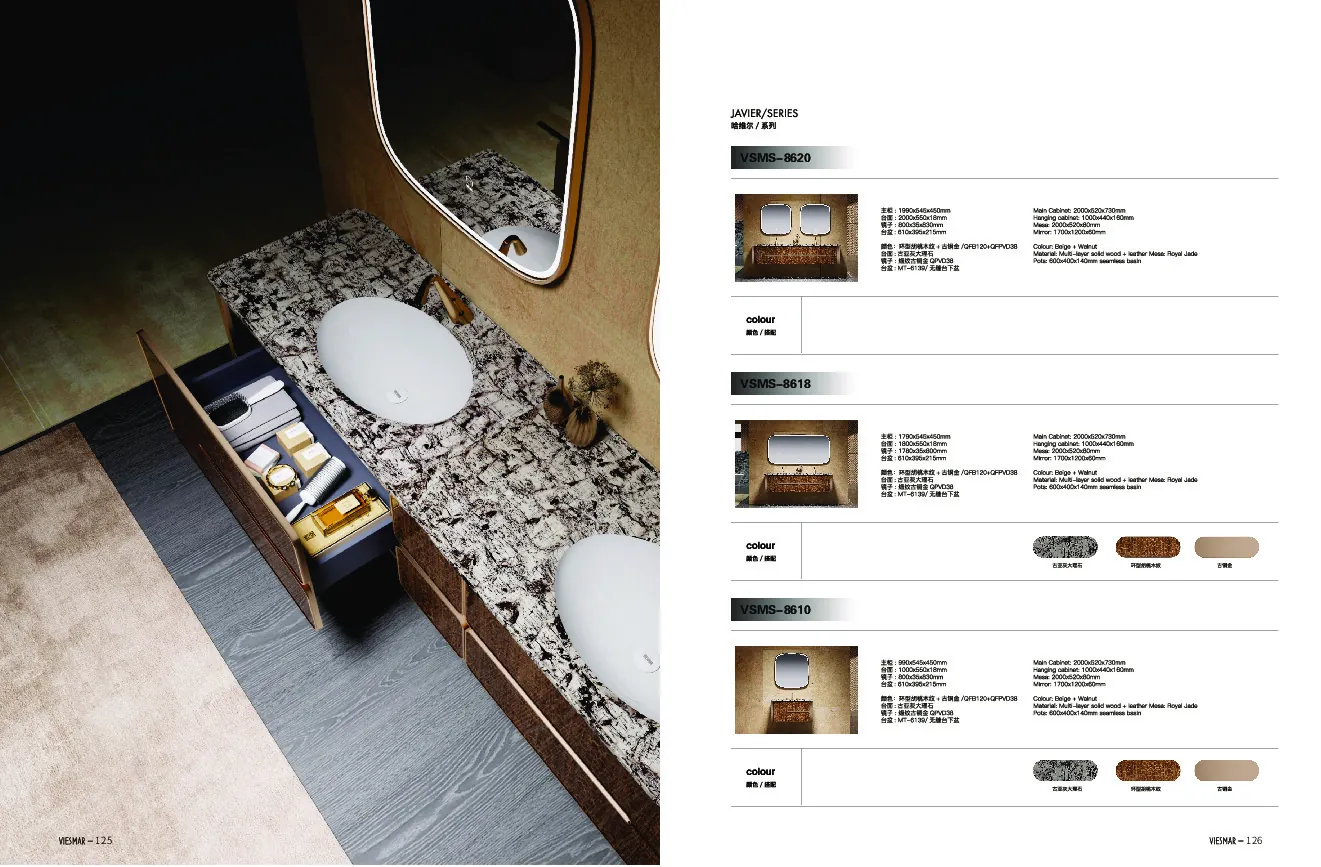 JAVIER/SERIES
哈维尔 / 系列
VSMS-8620
主柜 : 1990x545x450mm
台面 : 2000x550x18mm
镜子 : 800x35x830mm
台盆 : 610x395x215mm
颜色: 环型胡桃木纹 + 古铜金 /QFB120+QFPVD38
台面 : 古亚灰大理石
镜子 : 缎纹古铜金 QPVD38
台盆 : MT-6139/ 无缝台下盆
Main Cabinet: 2000x520x730mm
Hanging cabinet: 1000x440x160mm
Mesa: 2000x520x80mm
Mirror: 1700x1200x60mm
Colour: Beige + Walnut
Material: Multi-layer solid wood + leather Mesa: Royal Jade
Pots: 600x400x140mm seamless basin
colour
颜色 / 搭配
VSMS-8618
主柜 : 1790x545x450mm
台面 : 1800x550x18mm
镜子 : 1780x35x800mm
台盆 : 610x395x215mm
颜色: 环型胡桃木纹 + 古铜金 /QFB120+QFPVD38
台面 : 古亚灰大理石
镜子 : 缎纹古铜金 QPVD38
台盆 : MT-6139/ 无缝台下盆
Main Cabinet: 2000x520x730mm
Hanging cabinet: 1000x440x160mm
Mesa: 2000x520x80mm
Mirror: 1700x1200x60mm
Colour: Beige + Walnut
Material: Multi-layer solid wood + leather Mesa: Royal Jade
Pots: 600x400x140mm seamless basin
colour
颜色 / 搭配
古亚灰大理石
环型胡桃木纹
古铜金
VSMS-8610
主柜 : 990x545x450mm
台面 : 1000x550x18mm
镜子 : 800x35x830mm
台盆 : 610x395x215mm
颜色: 环型胡桃木纹 + 古铜金 /QFB120+QFPVD38
台面 : 古亚灰大理石
镜子 : 缎纹古铜金 QPVD38
台盆 : MT-6139/ 无缝台下盆
Main Cabinet: 2000x520x730mm
Hanging cabinet: 1000x440x160mm
Mesa: 2000x520x80mm
Mirror: 1700x1200x60mm
Colour: Beige + Walnut
Material: Multi-layer solid wood + leather Mesa: Royal Jade
Pots: 600x400x140mm seamless basin
colour
颜色 / 搭配
古亚灰大理石
环型胡桃木纹
古铜金
VIESMAR — 125
VIESMAR — 126